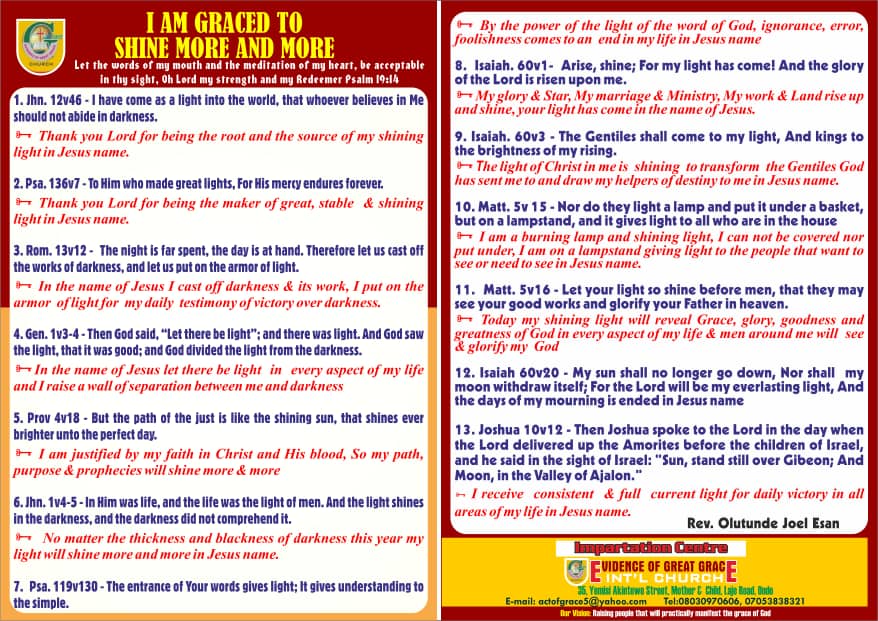 I AM GRACED TO
SHINE MORE AND MORE
Let the words of my mouth and the meditation of my heart, be acceptable
in thy sight, Oh Lord my strength and my Redeemer Psalm 19:14
CHURCH
1. Jhn. 12v46 - I have come as a light into the world, that whoever believes in Me
should not abide in darkness.
Thank you Lord for being the root and the source of my shining
light in Jesus name.
2. Psa. 136v7 - To Him who made great lights, For His mercy endures forever.
Thank you Lord for being the maker of great, stable & shining
light in Jesus name.
3. Rom. 13v12 - The night is far spent, the day is at hand. Therefore let us cast off
the works of darkness, and let us put on the armor of light.
In the name of Jesus I cast off darkness & its work, I put on the
armor of light for my daily testimony of victory over darkness.
4. Gen. 1v3-4 - Then God said, “Let there be light”; and there was light. And God saw
the light, that it was good; and God divided the light from the darkness.
In the name of Jesus let there be light in every aspect of my life
and I raise a wall of separation between me and darkness
5. Prov 4v18 - But the path of the just is like the shining sun, that shines ever
brighter unto the perfect day.
I am justified by my faith in Christ and His blood, So my path,
purpose & prophecies will shine more & more
6. Jhn. 1v4-5 - In Him was life, and the life was the light of men. And the light shines
in the darkness, and the darkness did not comprehend it.
No matter the thickness and blackness of darkness this year my
light will shine more and more in Jesus name.
7. Psa. 119v130 - The entrance of Your words gives light; It gives understanding to
the simple.
By the power of the light of the word of God, ignorance, error,
foolishness comes to an end in my life in Jesus name
8. Isaiah. 60v1- Arise, shine; For my light has come! And the glory
of the Lord is risen upon me.
My glory & Star, My marriage & Ministry, My work & Land rise up
and shine, your light has come in the name of Jesus.
9. Isaiah. 60v3 - The Gentiles shall come to my light, And kings to
the brightness of my rising.
The light of Christ in me is shining to transform the Gentiles God
has sent me to and draw my helpers of destiny to me in Jesus name.
10. Matt. 5v 15 - Nor do they light a lamp and put it under a basket,
but on a lampstand, and it gives light to all who are in the house
I am a burning lamp and shining light, I can not be covered nor
put under, I am on a lampstand giving light to the people that want to
see or need to see in Jesus name.
11. Matt. 5v16 - Let your light so shine before men, that they may
see your good works and glorify your Father in heaven.
Today my shining light will reveal Grace, glory, goodness and
greatness of God in every aspect of my life & men around me will see
& glorify my God
12. Isaiah 60v20 - My sun shall no longer go down, Nor shall my
moon withdraw itself; For the Lord will be my everlasting light, And
the days of my mourning is ended in Jesus name
13. Joshua 10v12 - Then Joshua spoke to the Lord in the day when
the Lord delivered up the Amorites before the children of Israel,
and he said in the sight of Israel: "Sun, stand still over Gibeon; And
Moon, in the Valley of Ajalon."
I receive consistent & full current light for daily victory in all
areas of my life in Jesus name.
Rev. Olutunde Joel Esan
Impartation Centre
EVIDENCE OF GREAT GRACE
INT'L CHURCH
35, Yemisi Akintewe Street, Mother & Child, Laje Road, Ondo
E-mail: actofgrace5@yahoo.com Tel:08030970606, 07053838321
Our Vision: Raising people that will practically manifest the grace of God